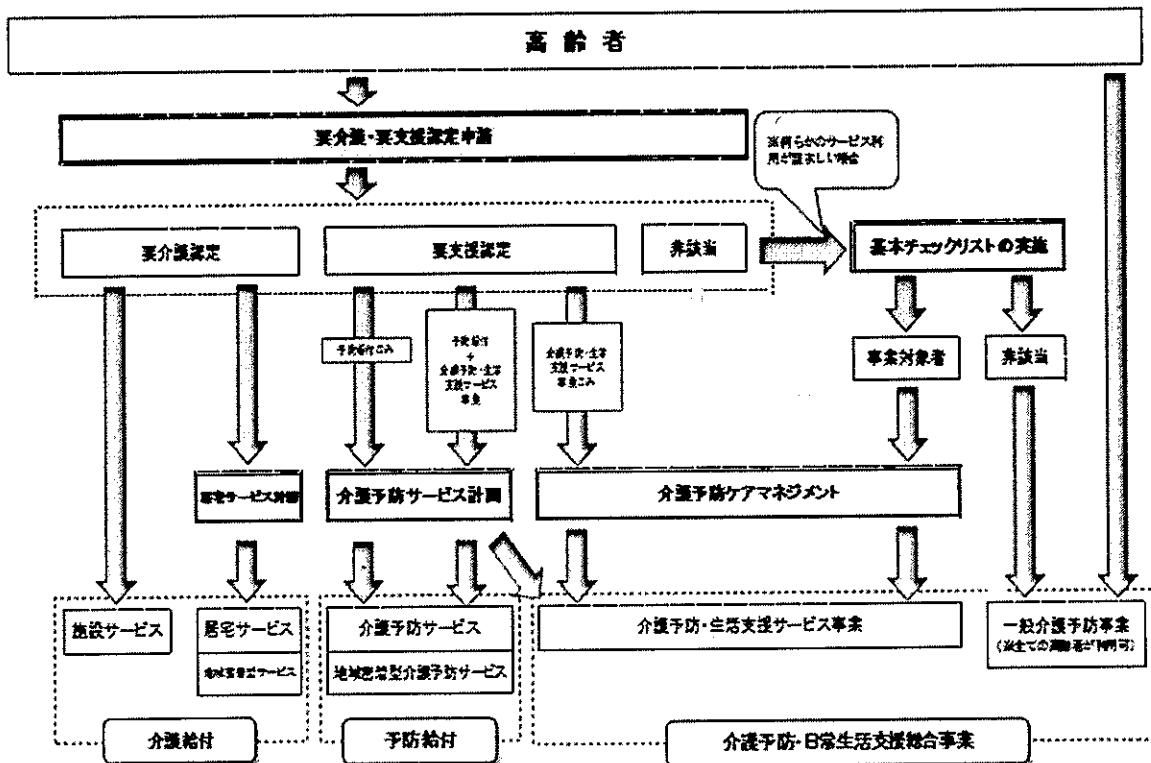 高齢者
要介護・要支援認定申請
※何らかのサービス利
用が望ましい場合
要介護認定
要支援認定
非該当
基本チェックリストの実施
予防給付のみ
予防給付
+
介護予防・生活
支援サービス
事業
介護予防・生活
支援サービス
事業のみ
事業対象者
非該当
居宅サービス計画
介護予防サービス計画
介護予防ケアマネジメント
施設サービス
居宅サービス
地域密着型サービス
介護予防サービス
地域密着型介護予防サービス
介護予防・生活支援サービス事業
一般介護予防事業
(※全ての高齢者が利用可)
介護給付
予防給付
介護予防・日常生活支援総合事業